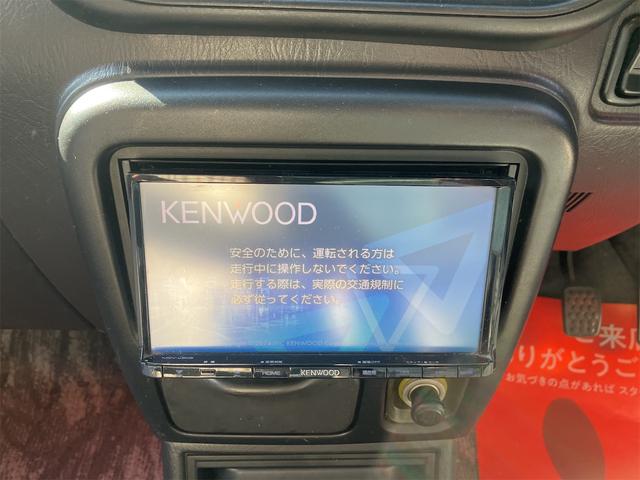 KENWOOD
安全のために、運転される方は
走行中に操作しないでください。
走行する際は、実際の交通規制に
必ず従ってください。
HOME
KENWOOD
ご来店
ありがとうご
お気づきの点があれば スタ